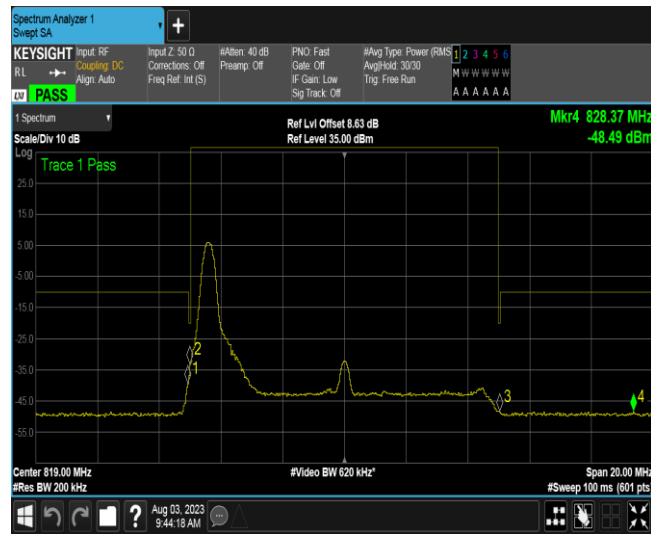 Spectrum Analyzer 1
Swept SA
KEYSIGHT
Input: RF
Coupling: DC
Align: Auto
RL
LXI
PASS
Input Z: 50 Ω
Corrections: Off
Freq Ref: Int (S)
#Atten: 40 dB
Preamp: Off
PNO: Fast
Gate: Off
IF Gain: Low
Sig Track: Off
#Avg Type: Power (RMS
Avg|Hold: 30/30
Trig: Free Run
1 2 3 4 5 6
M W W W W W
A A A A A A
1 Spectrum
Scale/Div 10 dB
Ref Lvl Offset 8.63 dB
Ref Level 35.00 dBm
Mkr4 828.37 MHz
-48.49 dBm
Log
Trace 1 Pass
25.0
15.0
5.00
-5.00
-15.0
-25.0
-35.0
-45.0
-55.0
2
1
3
4
Center 819.00 MHz
#Res BW 200 kHz
#Video BW 620 kHz*
Span 20.00 MHz
#Sweep 100 ms (601 pts
?
Aug 03, 2023
9:44:18 AM